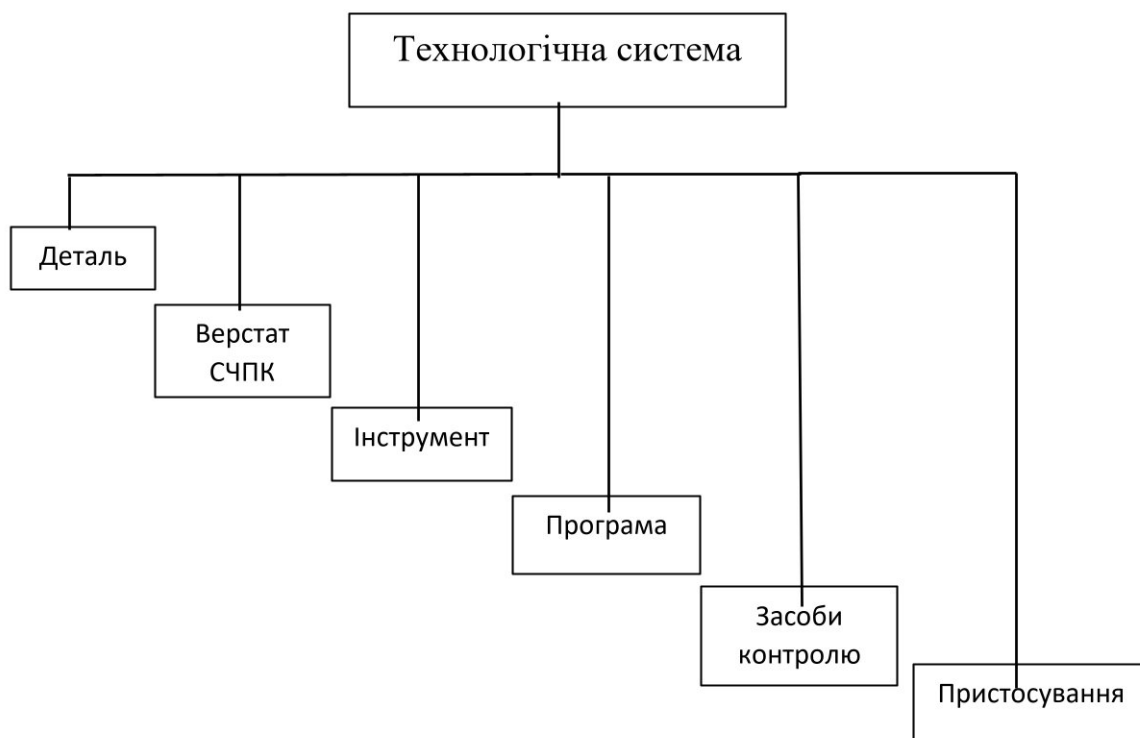 Технологічна система
Деталь
Верстат
СЧПК
Інструмент
Програма
Засоби
контролю
Пристосування